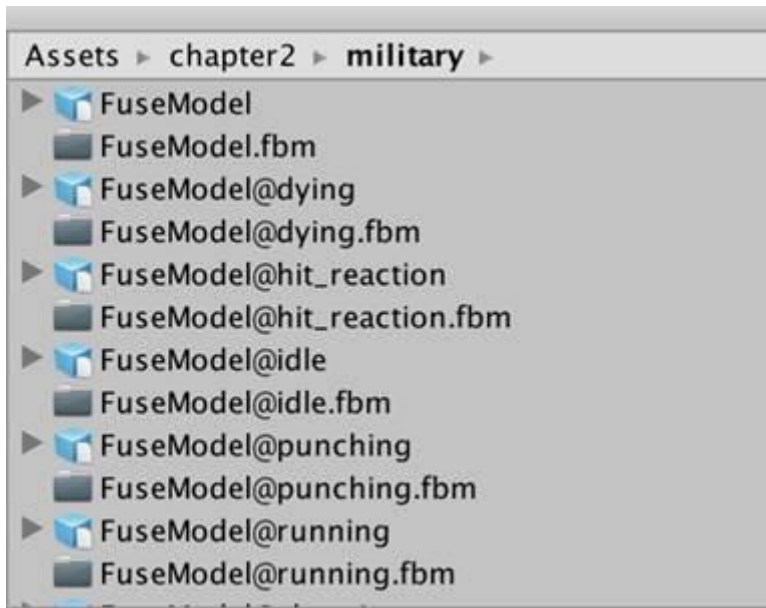 Assets ▸ chapter2 ▸ military ▸
FuseModel
FuseModel.fbm
FuseModel@dying
FuseModel@dying.fbm
FuseModel@hit_reaction
FuseModel@hit_reaction.fbm
FuseModel@idle
FuseModel@idle.fbm
FuseModel@punching
FuseModel@punching.fbm
FuseModel@running
FuseModel@running.fbm